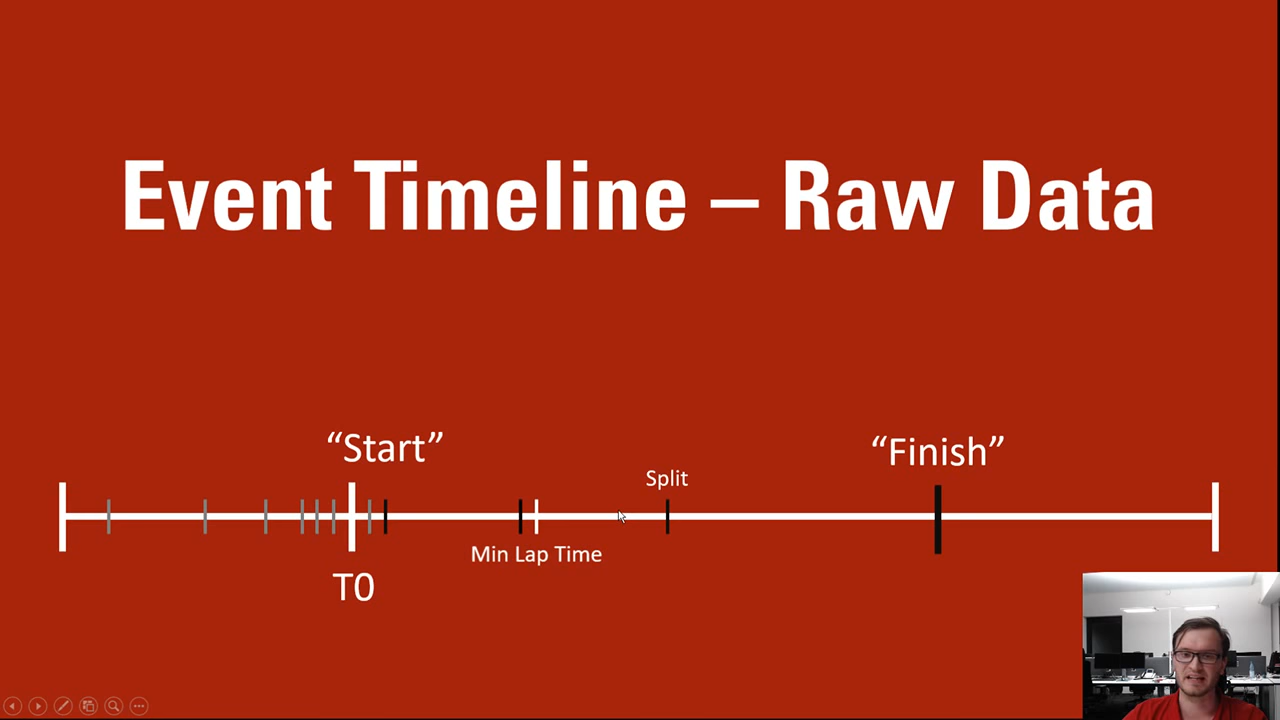 Event Timeline – Raw Data
“Start”
“Finish”
Split
Min Lap Time
T0